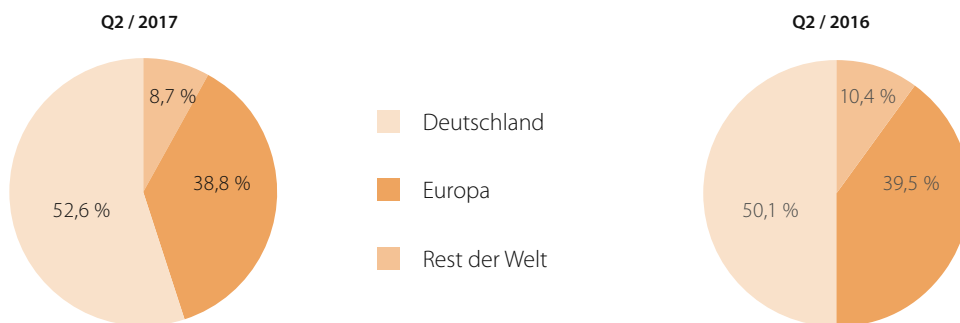 Q2 / 2017
8,7 %
38,8 %
52,6 %
Deutschland
Europa
Rest der Welt
Q2 / 2016
10,4 %
39,5 %
50,1 %